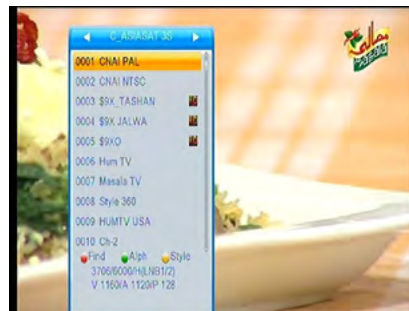 C_ASIASAT 3S
0001 CNAI PAL
0002 CNAI NTSC
0003 $9X_TASHAN
0004 $9X JALWA
0005 $9XO
0006 Hum TV
0007 Masala TV
0008 Style 360
0009 HUMTV USA
0010 Ch-2
Find Alph Style
3706/6000/H(LNB1/2)
V 1160/A 1120/P 128
مصالحہ